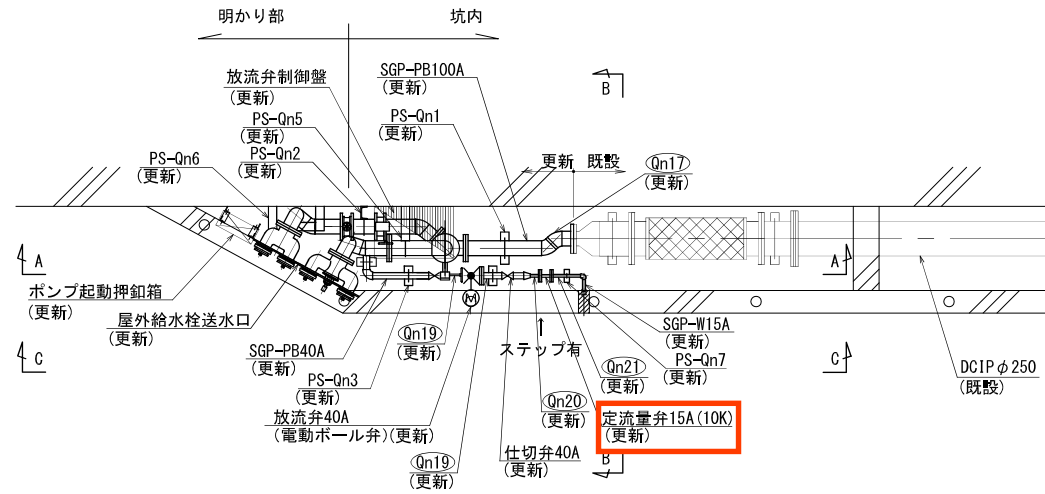 明かり部
坑内
放流弁制御盤
(更新)
SGP-PB100A
(更新)
B
PS-Qn5
(更新)
PS-Qn1
(更新)
PS-Qn6
(更新)
PS-Qn2
(更新)
更新 既設
Qn17
(更新)
A
A
ポンプ起動押釦箱
(更新)
屋外給水栓送水口
(更新)
SGP-W15A
(更新)
Qn19
(更新)
ステップ有
C
SGP-PB40A
(更新)
PS-Qn7
(更新)
C
DCIPφ250
(既設)
PS-Qn3
(更新)
Qn21
(更新)
Qn20
(更新)
放流弁40A
(電動ボール弁)(更新)
定流量弁15A(10K)
(更新)
Qn19
(更新)
仕切弁40A
(更新)
B
M